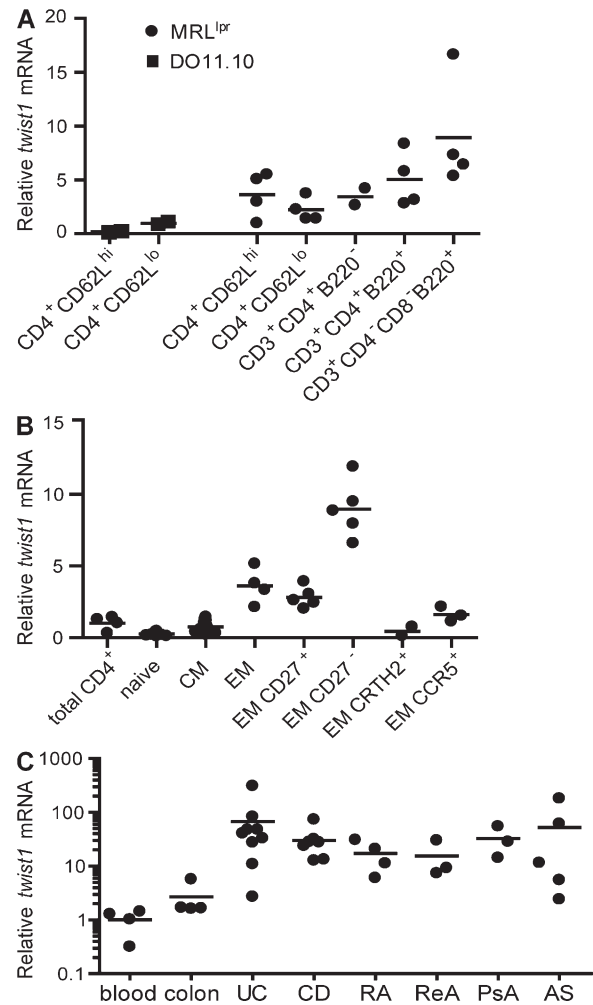 A
Relative twist1 mRNA
20
15
10
5
0
MRL^lpr
DO11.10
CD4⁺CD62L^hi
CD4⁺CD62L^lo
CD4⁺CD62L^hi
CD4⁺CD62L^lo
CD3⁺CD4⁺B220⁻
CD3⁺CD4⁺B220⁺
CD3⁺CD4⁻CD8⁻B220⁺
B
Relative twist1 mRNA
15
10
5
0
total CD4⁺
naive
CM
EM
EM CD27⁺
EM CD27⁻
EM CRTH2⁺
EM CCR5⁺
C
Relative twist1 mRNA
1000
100
10
1
0.1
blood colon UC CD RA ReA PsA AS